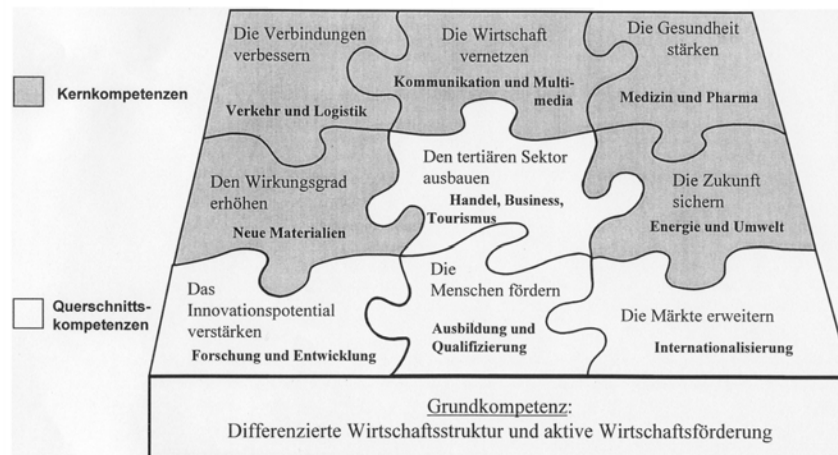 Die Verbindungen
verbessern
Verkehr und Logistik
Die Wirtschaft
vernetzen
Kommunikation und Multi-
media
Die Gesundheit
stärken
Medizin und Pharma
Kernkompetenzen
Den Wirkungsgrad
erhöhen
Neue Materialien
Den tertiären Sektor
ausbauen
Handel, Business,
Tourismus
Die Zukunft
sichern
Energie und Umwelt
Querschnitts-
kompetenzen
Das
Innovationspotential
verstärken
Forschung und Entwicklung
Die
Menschen fördern
Ausbildung und
Qualifizierung
Die Märkte erweitern
Internationalisierung
Grundkompetenz:
Differenzierte Wirtschaftsstruktur und aktive Wirtschaftsförderung